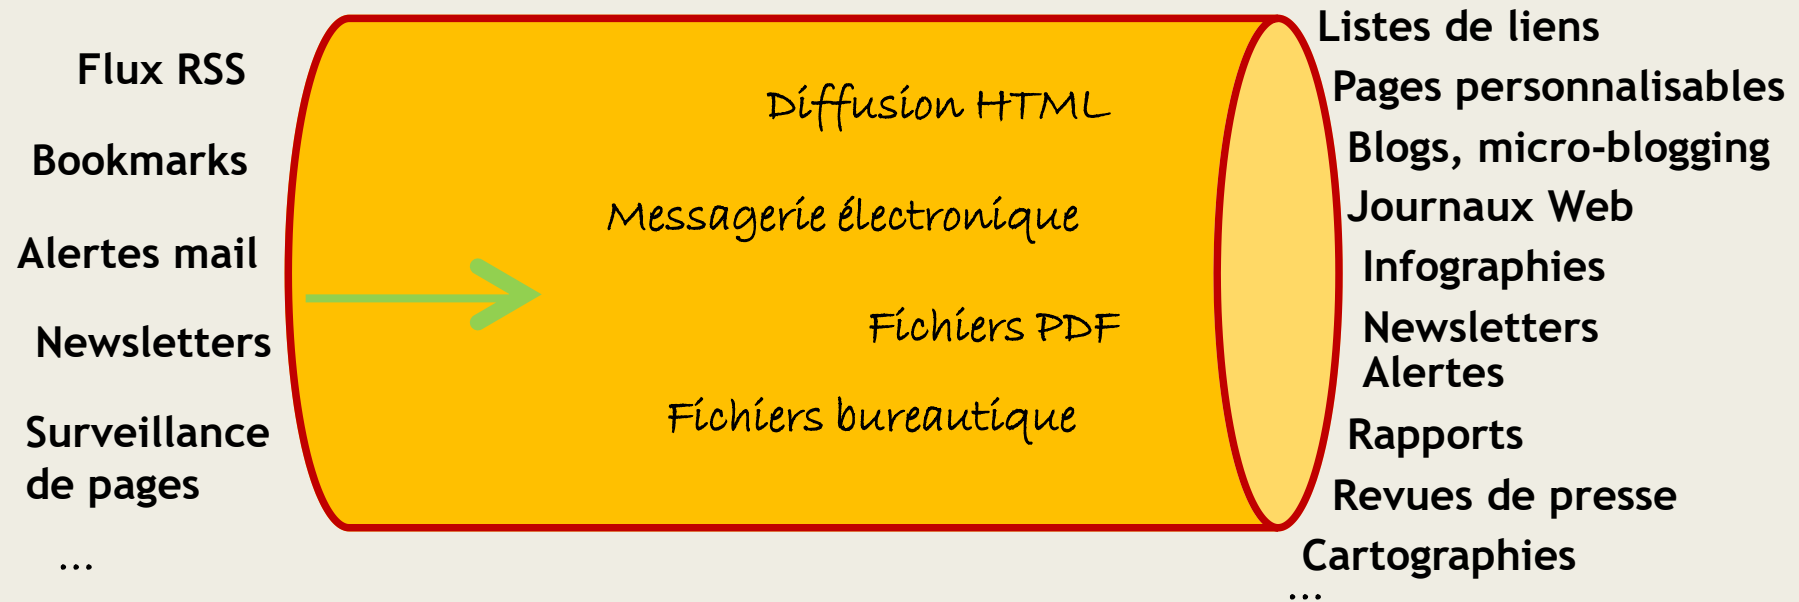 Flux RSS
Bookmarks
Alertes mail
Newsletters
Surveillance
de pages
...
Diffusion HTML
Messagerie électronique
Fichiers PDF
Fichiers bureautique
Listes de liens
Pages personnalisables
Blogs, micro-blogging
Journaux Web
Infographies
Newsletters
Alertes
Rapports
Revues de presse
Cartographies
...